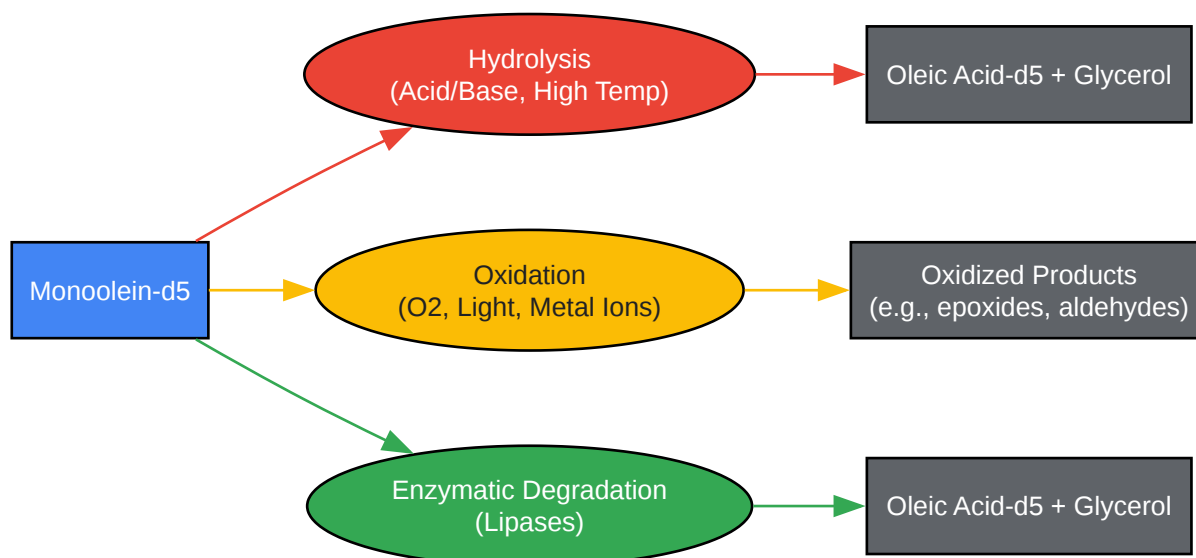 Hydrolysis
(Acid/Base, High Temp)
Oleic Acid-d5 + Glycerol
Monoolein-d5
Oxidation
(O2, Light, Metal Ions)
Oxidized Products
(e.g., epoxides, aldehydes)
Enzymatic Degradation
(Lipases)
Oleic Acid-d5 + Glycerol